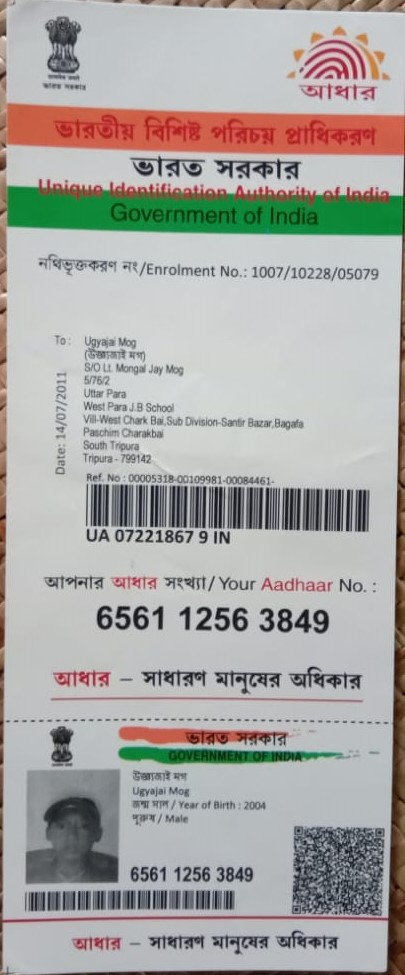 भारत सरकार
আধার
ভারতীয় বিশিষ্ট পরিচয় প্রাধিকরণ
ভারত সরকার
Unique Identification Authority of India
Government of India
নথিভুক্তকরণ নং/Enrolment No.: 1007/10228/05079
To :
Ugyajai Mog
(উজ্ঞাজাই মগ)
S/O Lt. Mongal Jay Mog
5/76/2
Uttar Para
West Para J.B School
Vill-West Chark Bai,Sub Division-Santir Bazar,Bagafa
Paschim Charakbai
South Tripura
Tripura - 799142
Date: 14/07/2011
Ref. No : 00005318-00109981-00084461-
UA 07221867 9 IN
আপনার আধার সংখ্যা/ Your Aadhaar No. :
6561 1256 3849
আধার – সাধারণ মানুষের অধিকার
ভারত সরকার
GOVERNMENT OF INDIA
উজ্ঞাজাই মগ
Ugyajai Mog
জন্ম সাল / Year of Birth : 2004
পুরুষ / Male
6561 1256 3849
আধার – সাধারণ মানুষের অধিকার